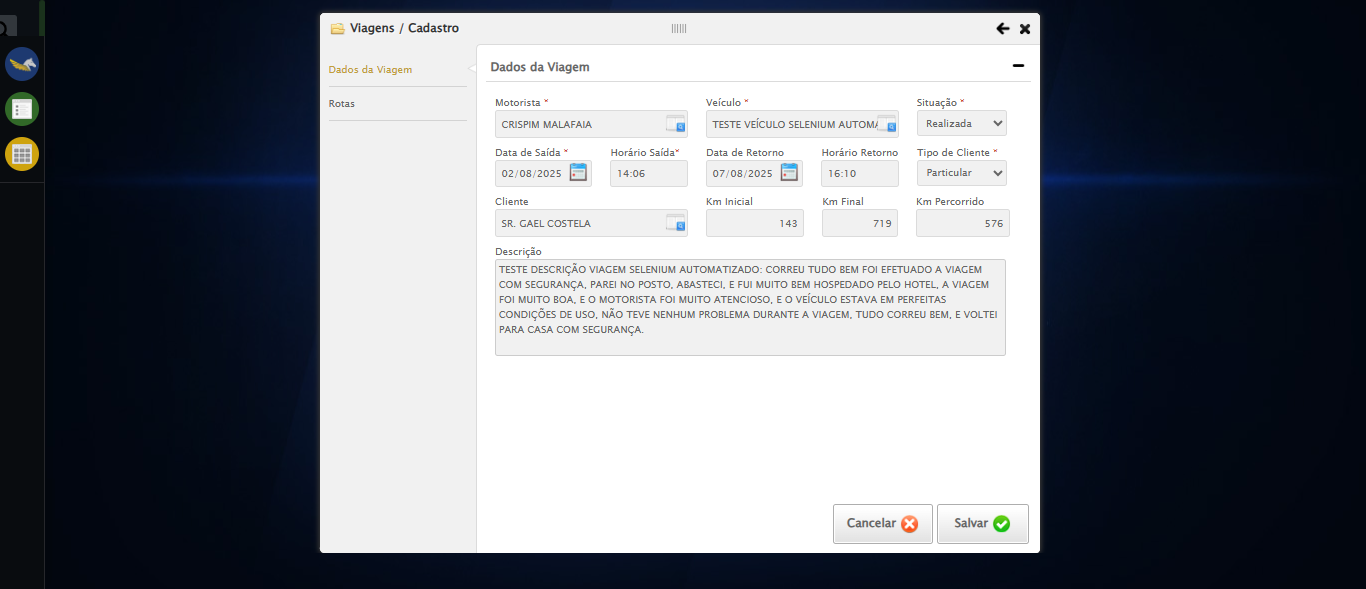 Viagens / Cadastro
Dados da Viagem
Rotas
Dados da Viagem
Motorista * Veículo * Situação *
CRISPIM MALAFAIA TESTE VEÍCULO SELENIUM AUTOMA Realizada
Data de Saída * Horário Saída* Data de Retorno Horário Retorno Tipo de Cliente *
02/08/2025 14:06 07/08/2025 16:10 Particular
Cliente Km Inicial Km Final Km Percorrido
SR. GAEL COSTELA 143 719 576
Descrição
TESTE DESCRIÇÃO VIAGEM SELENIUM AUTOMATIZADO: CORREU TUDO BEM FOI EFETUADO A VIAGEM
COM SEGURANÇA, PAREI NO POSTO, ABASTECI, E FUI MUITO BEM HOSPEDADO PELO HOTEL, A VIAGEM
FOI MUITO BOA, E O MOTORISTA FOI MUITO ATENCIOSO, E O VEÍCULO ESTAVA EM PERFEITAS
CONDIÇÕES DE USO, NÃO TEVE NENHUM PROBLEMA DURANTE A VIAGEM, TUDO CORREU BEM, E VOLTEI
PARA CASA COM SEGURANÇA.
Cancelar Salvar